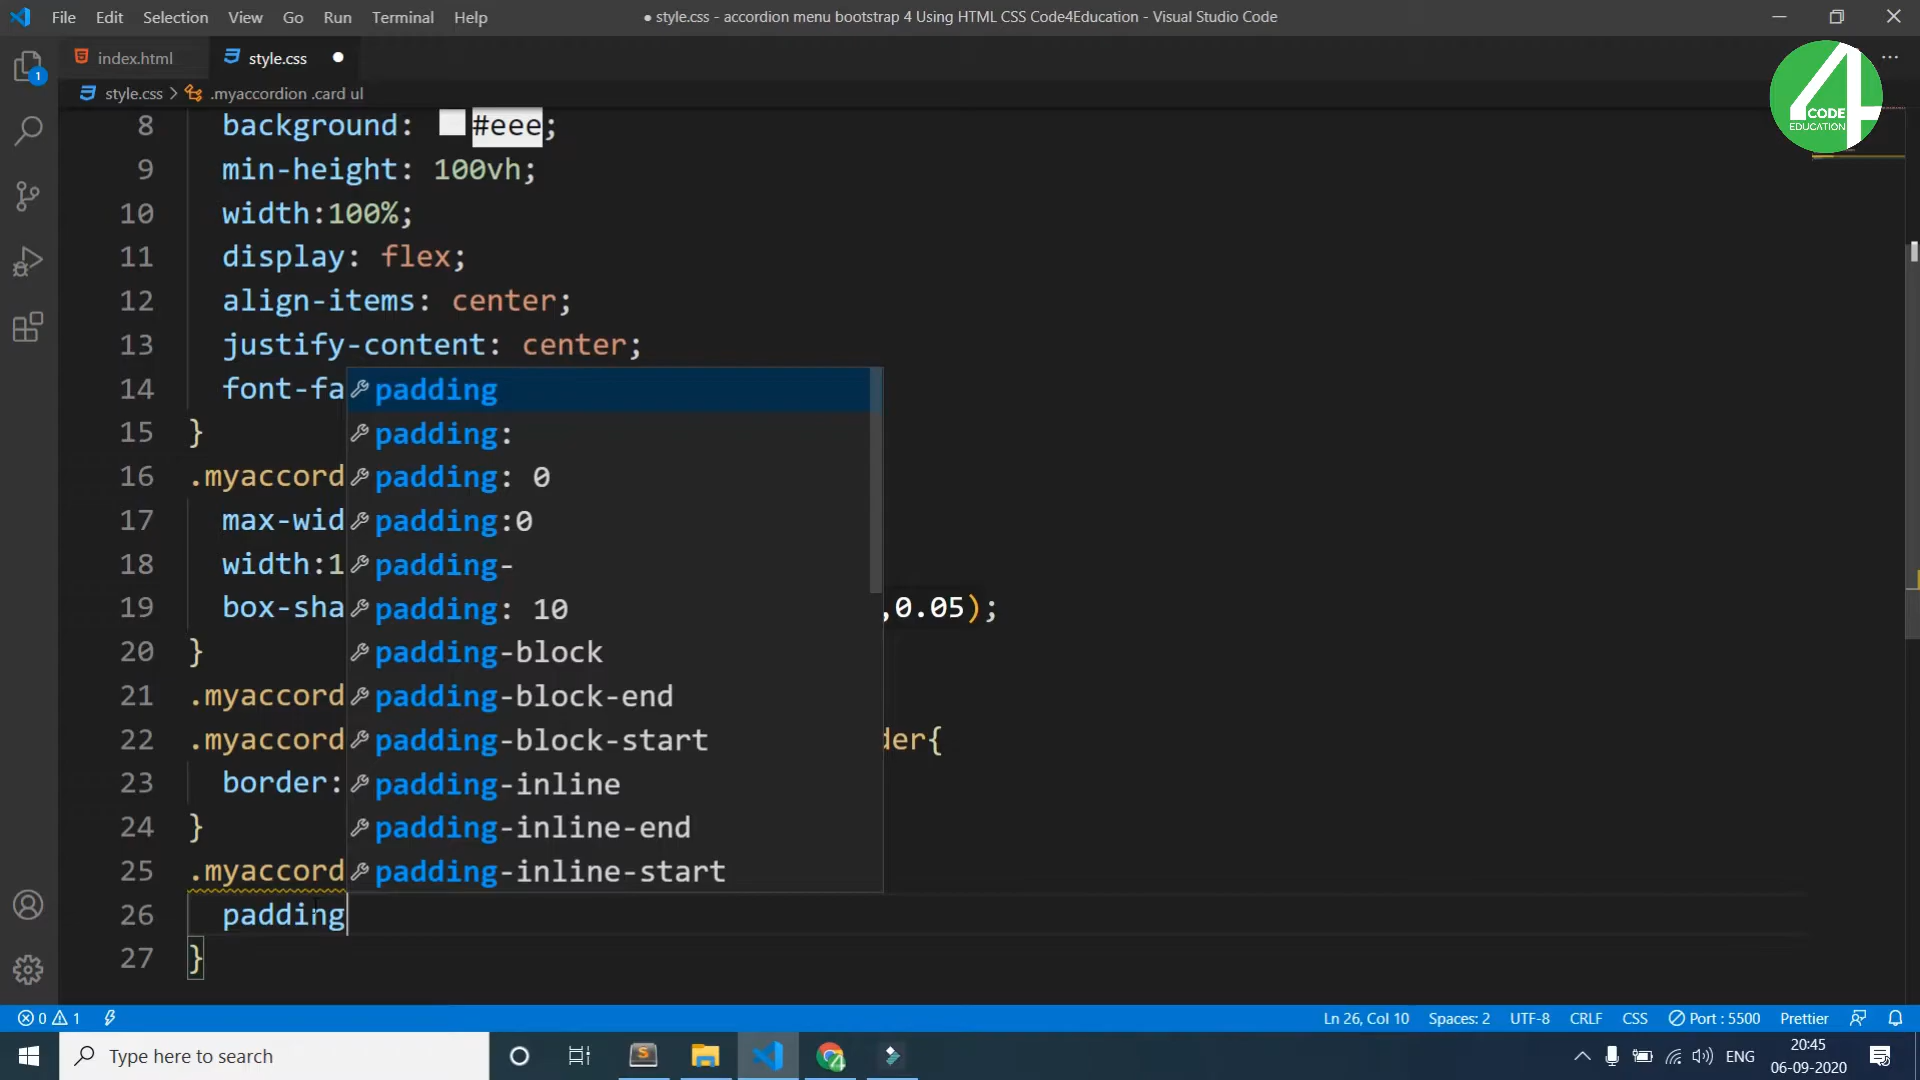 File Edit Selection View Go Run Terminal Help
● style.css - accordion menu bootstrap 4 Using HTML CSS Code4Education - Visual Studio Code
index.html
style.css
style.css > .myaccordion .card ul
4
CODE
EDUCATION
1
8 background: #eee;
9 min-height: 100vh;
10 width:100%;
11 display: flex;
12 align-items: center;
13 justify-content: center;
14 font-fa
15 }
16 .myaccord
17 max-wid
18 width:1
19 box-sha ,0.05);
20 }
21 .myaccord
22 .myaccord der{
23 border:
24 }
25 .myaccord
26 padding
27 }
padding
padding:
padding: 0
padding:0
padding-
padding: 10
padding-block
padding-block-end
padding-block-start
padding-inline
padding-inline-end
padding-inline-start
0 1
Ln 26, Col 10 Spaces: 2 UTF-8 CRLF CSS Port : 5500 Prettier
Type here to search
ENG
20:45
06-09-2020